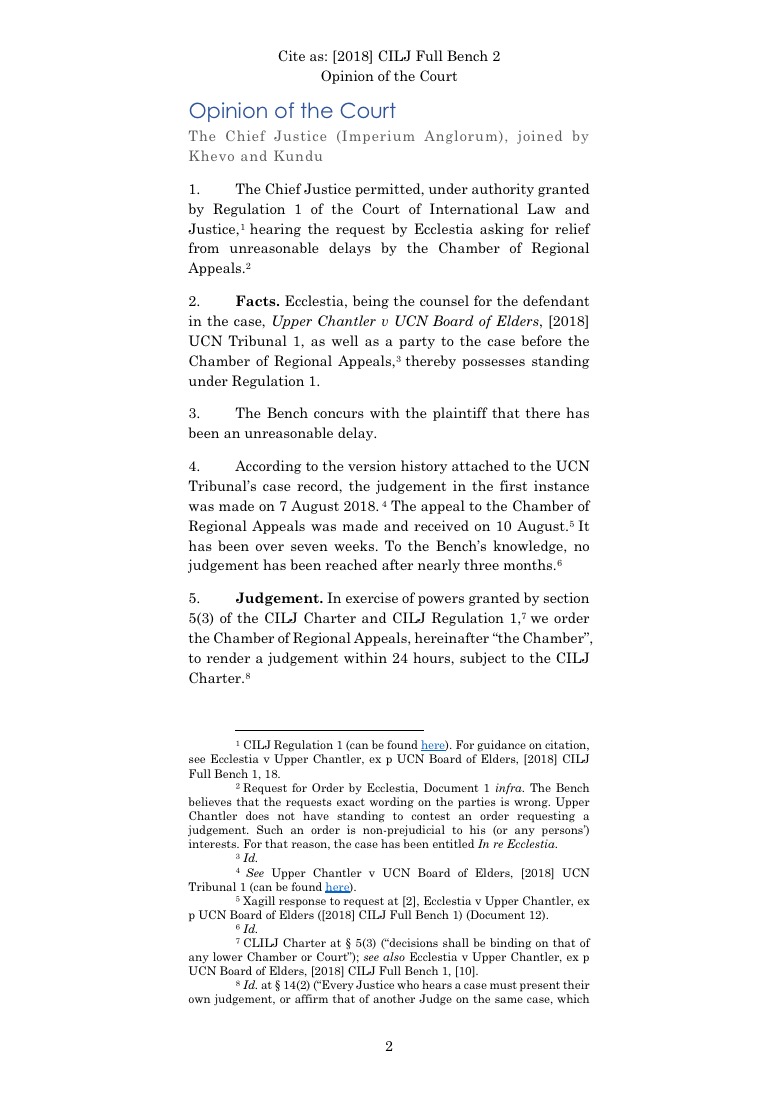 Cite as: [2018] CILJ Full Bench 2
Opinion of the Court
Opinion of the Court
The Chief Justice (Imperium Anglorum), joined by
Khevo and Kundu
1. The Chief Justice permitted, under authority granted
by Regulation 1 of the Court of International Law and
Justice,¹ hearing the request by Ecclestia asking for relief
from unreasonable delays by the Chamber of Regional
Appeals.²
2. Facts. Ecclestia, being the counsel for the defendant
in the case, Upper Chantler v UCN Board of Elders, [2018]
UCN Tribunal 1, as well as a party to the case before the
Chamber of Regional Appeals,³ thereby possesses standing
under Regulation 1.
3. The Bench concurs with the plaintiff that there has
been an unreasonable delay.
4. According to the version history attached to the UCN
Tribunal's case record, the judgement in the first instance
was made on 7 August 2018. ⁴ The appeal to the Chamber of
Regional Appeals was made and received on 10 August.⁵ It
has been over seven weeks. To the Bench's knowledge, no
judgement has been reached after nearly three months.⁶
5. Judgement. In exercise of powers granted by section
5(3) of the CILJ Charter and CILJ Regulation 1,⁷ we order
the Chamber of Regional Appeals, hereinafter “the Chamber”,
to render a judgement within 24 hours, subject to the CILJ
Charter.⁸
¹ CILJ Regulation 1 (can be found here). For guidance on citation,
see Ecclestia v Upper Chantler, ex p UCN Board of Elders, [2018] CILJ
Full Bench 1, 18.
² Request for Order by Ecclestia, Document 1 infra. The Bench
believes that the requests exact wording on the parties is wrong. Upper
Chantler does not have standing to contest an order requesting a
judgement. Such an order is non-prejudicial to his (or any persons')
interests. For that reason, the case has been entitled In re Ecclestia.
³ Id.
⁴ See Upper Chantler v UCN Board of Elders, [2018] UCN
Tribunal 1 (can be found here).
⁵ Xagill response to request at [2], Ecclestia v Upper Chantler, ex
p UCN Board of Elders ([2018] CILJ Full Bench 1) (Document 12).
⁶ Id.
⁷ CLILJ Charter at § 5(3) (“decisions shall be binding on that of
any lower Chamber or Court”); see also Ecclestia v Upper Chantler, ex p
UCN Board of Elders, [2018] CILJ Full Bench 1, [10].
⁸ Id. at § 14(2) (“Every Justice who hears a case must present their
own judgement, or affirm that of another Judge on the same case, which
2